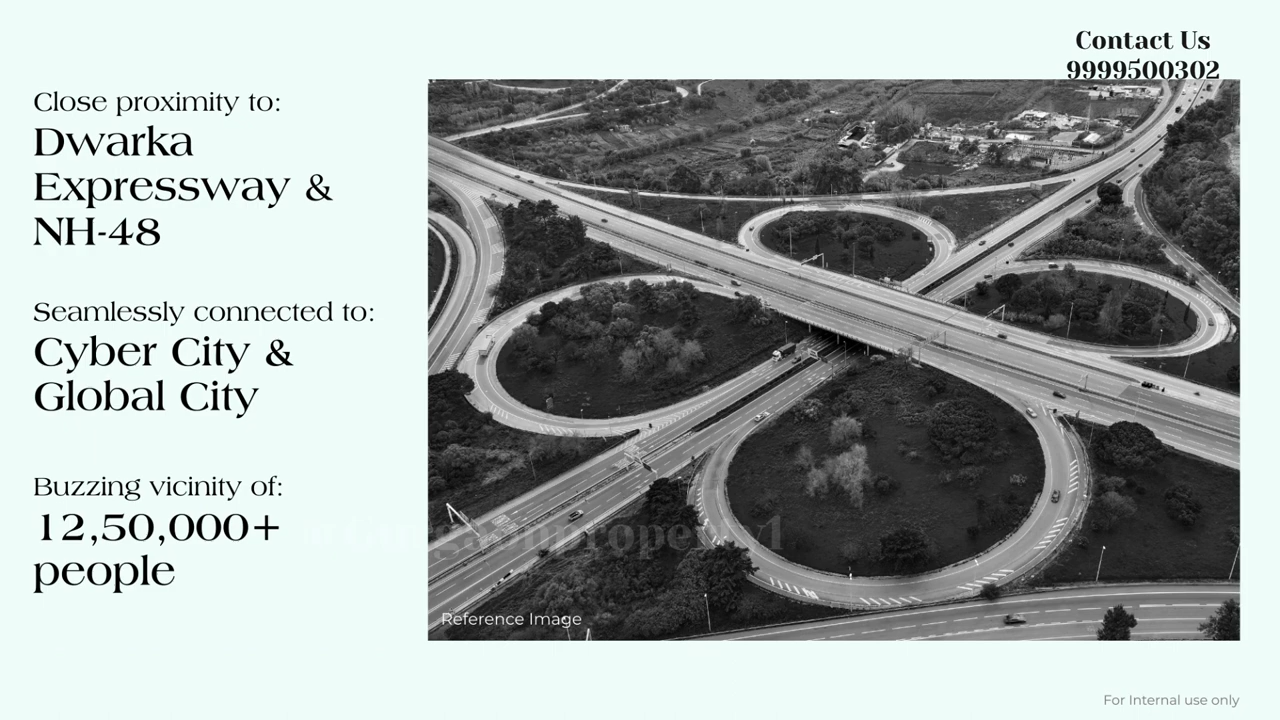 Contact Us
9999500302
Close proximity to:
Dwarka
Expressway &
NH-48
Seamlessly connected to:
Cyber City &
Global City
Buzzing vicinity of:
12,50,000+
people
Reference Image
For Internal use only